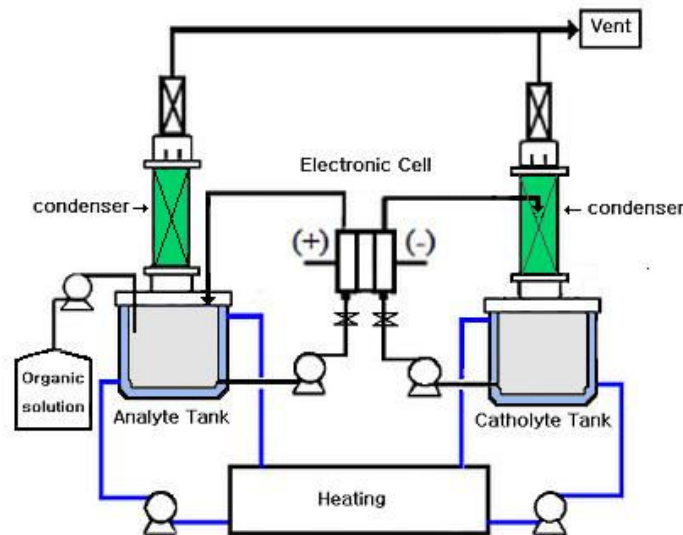 Vent
Electronic Cell
condenser
condenser
(+)
(-)
Organic
solution
Analyte Tank
Catholyte Tank
Heating